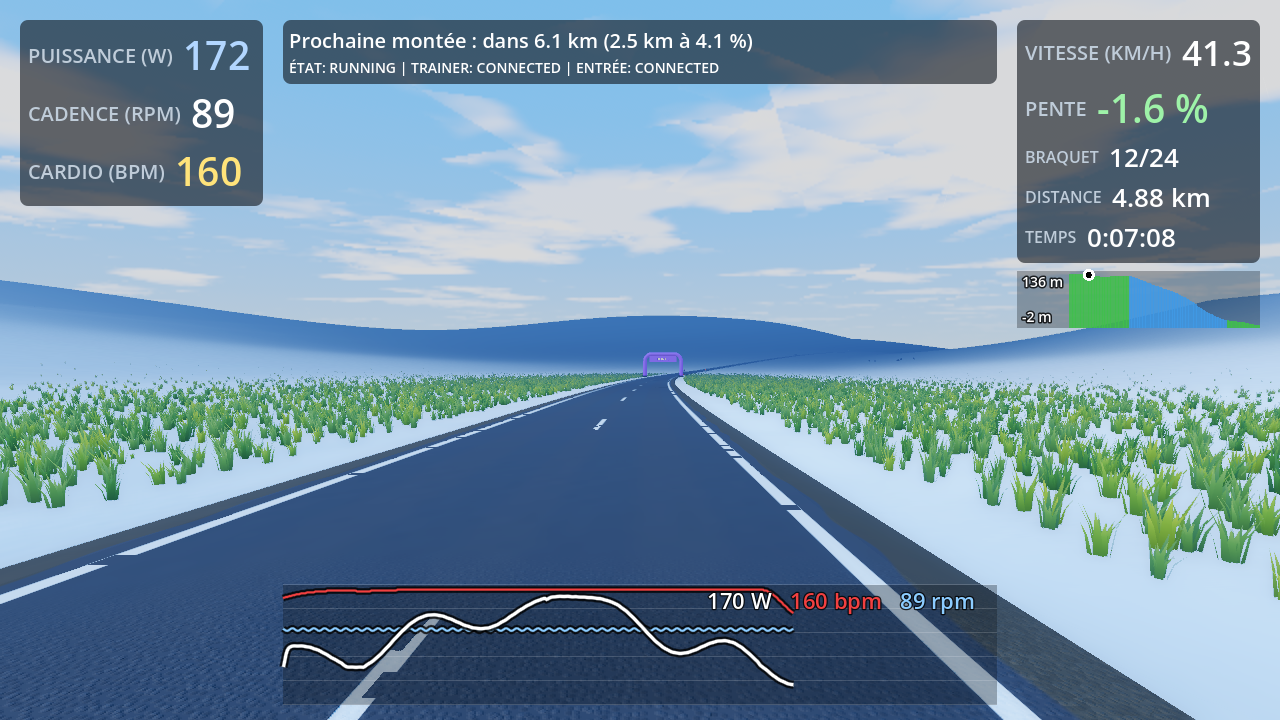 PUISSANCE (W) 172
CADENCE (RPM) 89
CARDIO (BPM) 160
Prochaine montée : dans 6.1 km (2.5 km à 4.1 %)
ÉTAT: RUNNING | TRAINER: CONNECTED | ENTRÉE: CONNECTED
VITESSE (KM/H) 41.3
PENTE -1.6 %
BRAQUET 12/24
DISTANCE 4.88 km
TEMPS 0:07:08
136 m
-2 m
170 W 160 bpm 89 rpm